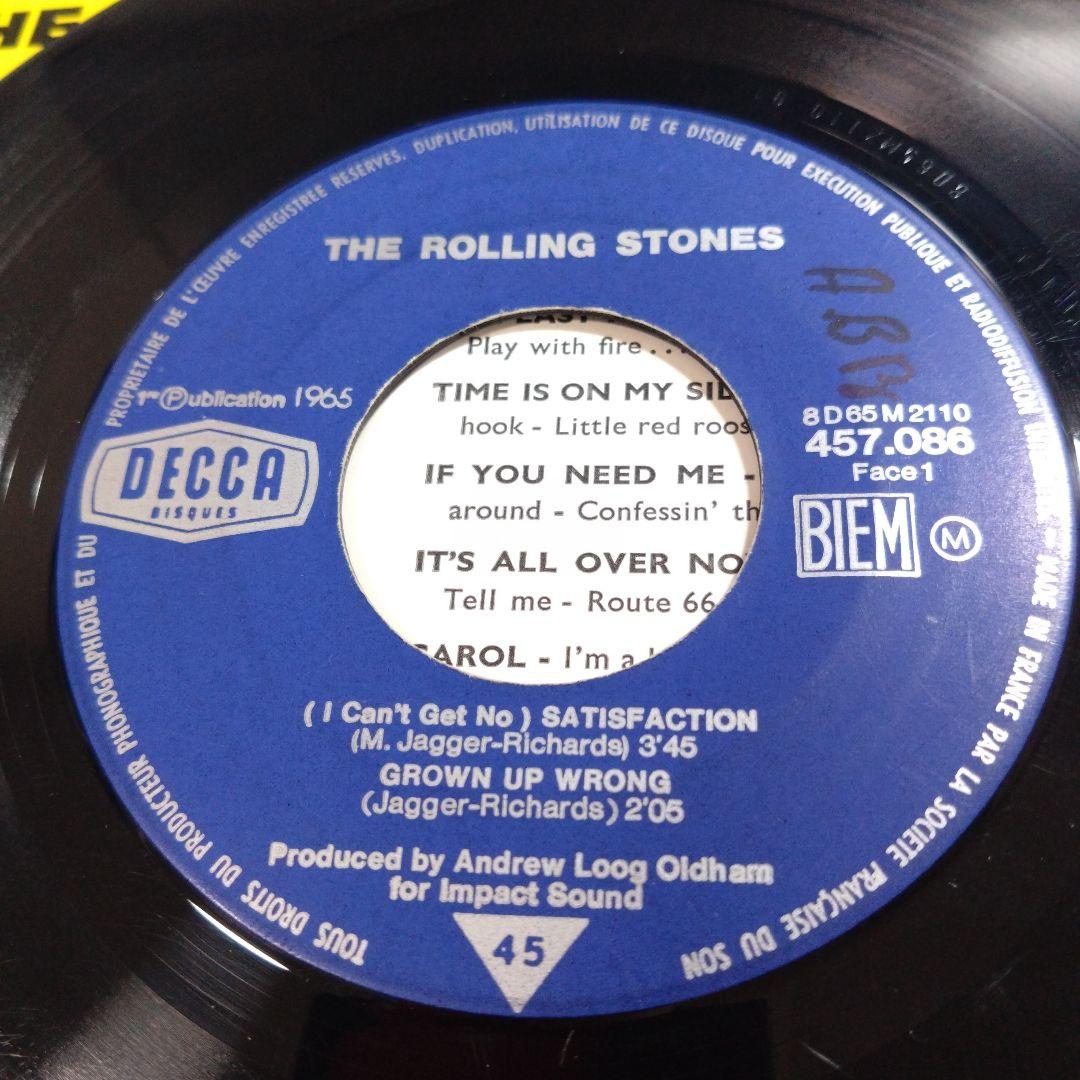 HE
TOUS DROITS DU PRODUCTEUR PHONOGRAPHIQUE ET DU PROPRIETAIRE DE L'ŒUVRE ENREGISTREE RESERVES. DUPLICATION, UTILISATION DE CE DISQUE POUR EXECUTION PUBLIQUE ET RADIODIFFUSION MADE IN FRANCE PAR LA SOCIETE FRANÇAISE DU SON
THE ROLLING STONES
1re Ⓟublication 1965
DECCA
DISQUES
8D65M2110
457.086
Face 1
BIEM
M
Play with fire...
TIME IS ON MY
hook - Little red
IF YOU NEED ME -
around - Confessin'
IT'S ALL OVER
Tell me - Route 66
CAROL - I'm a
(I Can't Get No) SATISFACTION
(M. Jagger-Richards) 3'45
GROWN UP WRONG
(Jagger-Richards) 2'05
Produced by Andrew Loog Oldham
for Impact Sound
45